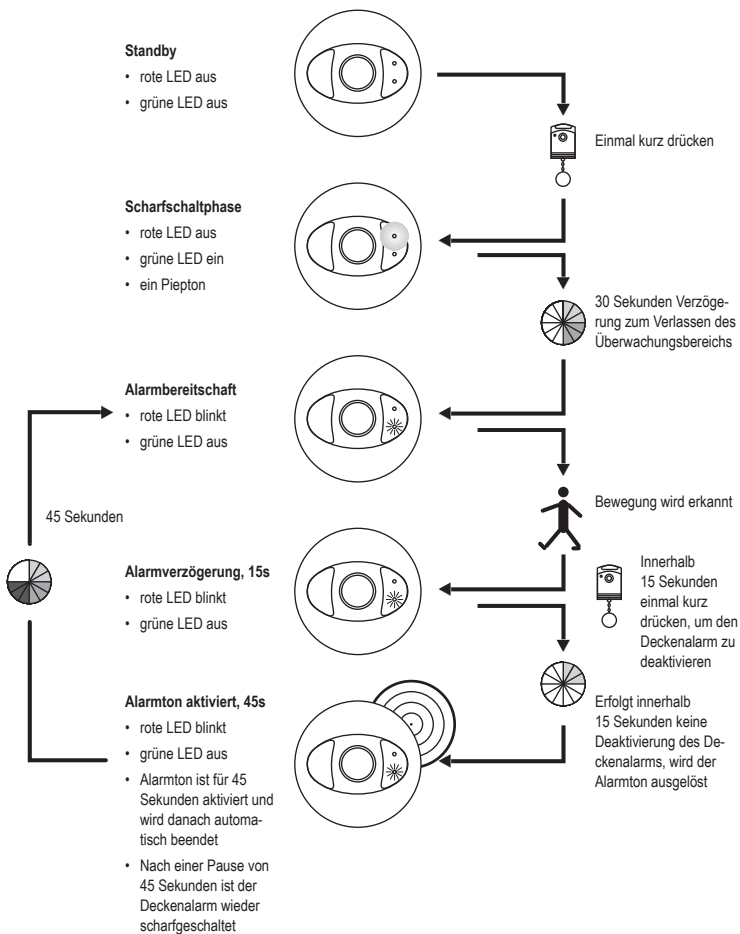 Standby
• rote LED aus
• grüne LED aus
Einmal kurz drücken
Scharfschaltphase
• rote LED aus
• grüne LED ein
• ein Piepton
30 Sekunden Verzöge-
rung zum Verlassen des
Überwachungsbereichs
Alarmbereitschaft
• rote LED blinkt
• grüne LED aus
45 Sekunden
Bewegung wird erkannt
Alarmverzögerung, 15s
• rote LED blinkt
• grüne LED aus
Innerhalb
15 Sekunden
einmal kurz
drücken, um den
Deckenalarm zu
deaktivieren
Alarmton aktiviert, 45s
• rote LED blinkt
• grüne LED aus
• Alarmton ist für 45
Sekunden aktiviert und
wird danach automa-
tisch beendet
• Nach einer Pause von
45 Sekunden ist der
Deckenalarm wieder
scharfgeschaltet
Erfolgt innerhalb
15 Sekunden keine
Deaktivierung des De-
ckenalarms, wird der
Alarmton ausgelöst